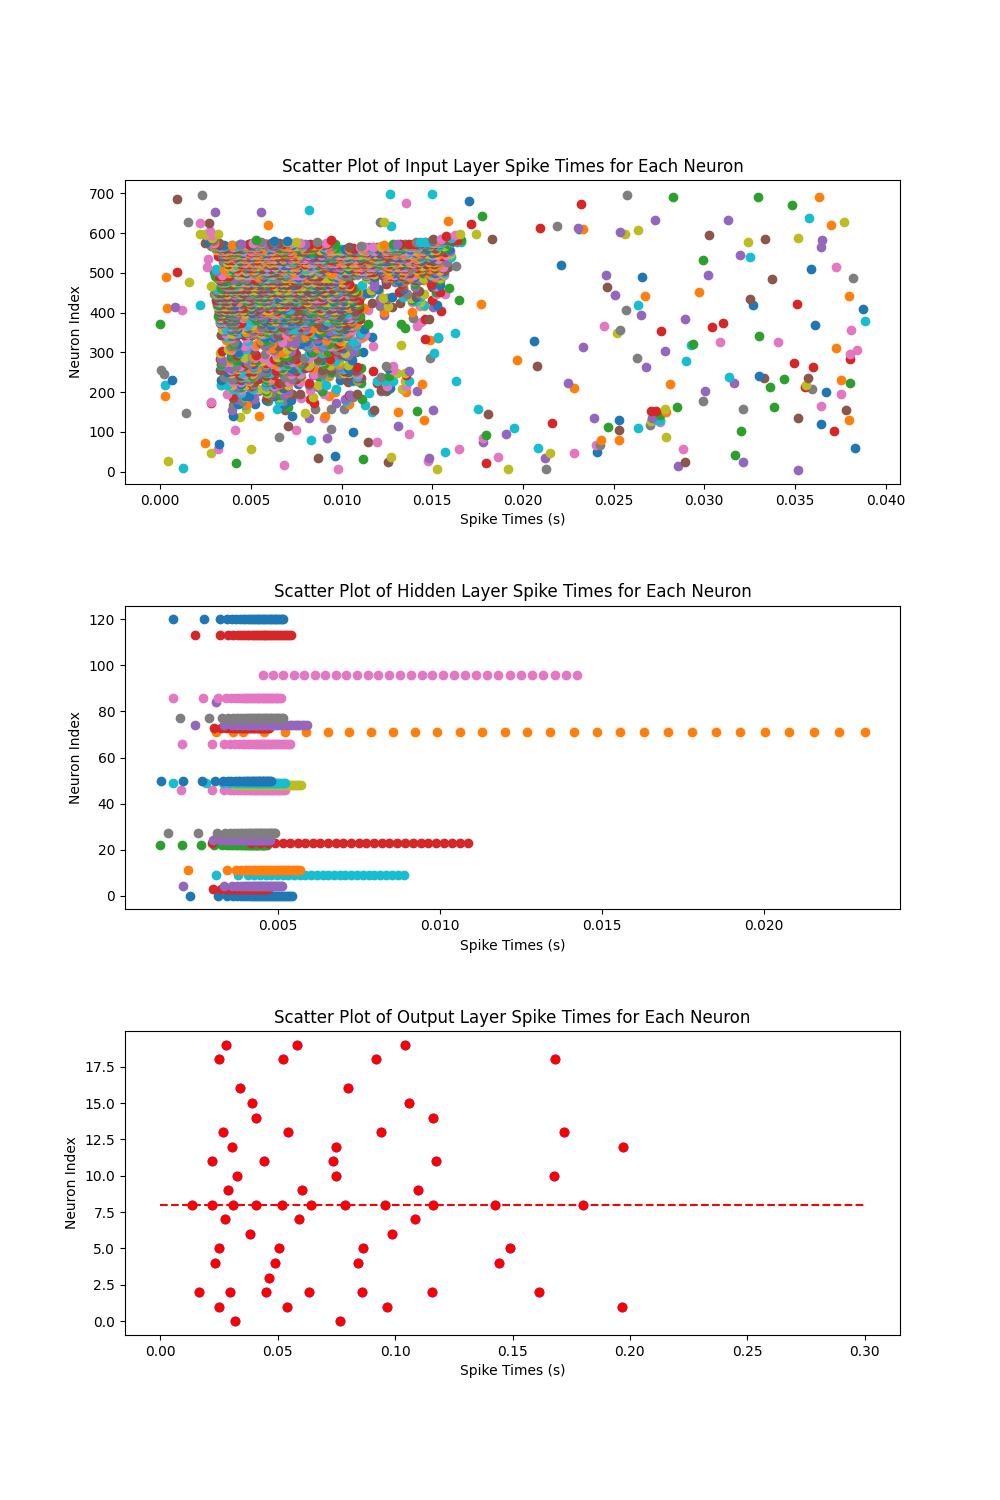 Scatter Plot of Input Layer Spike Times for Each Neuron
700
600
500
400
300
200
100
0
Neuron Index
0.000 0.005 0.010 0.015 0.020 0.025 0.030 0.035 0.040
Spike Times (s)
Scatter Plot of Hidden Layer Spike Times for Each Neuron
120
100
80
60
40
20
0
Neuron Index
0.005 0.010 0.015 0.020
Spike Times (s)
Scatter Plot of Output Layer Spike Times for Each Neuron
17.5
15.0
12.5
10.0
7.5
5.0
2.5
0.0
Neuron Index
0.00 0.05 0.10 0.15 0.20 0.25 0.30
Spike Times (s)